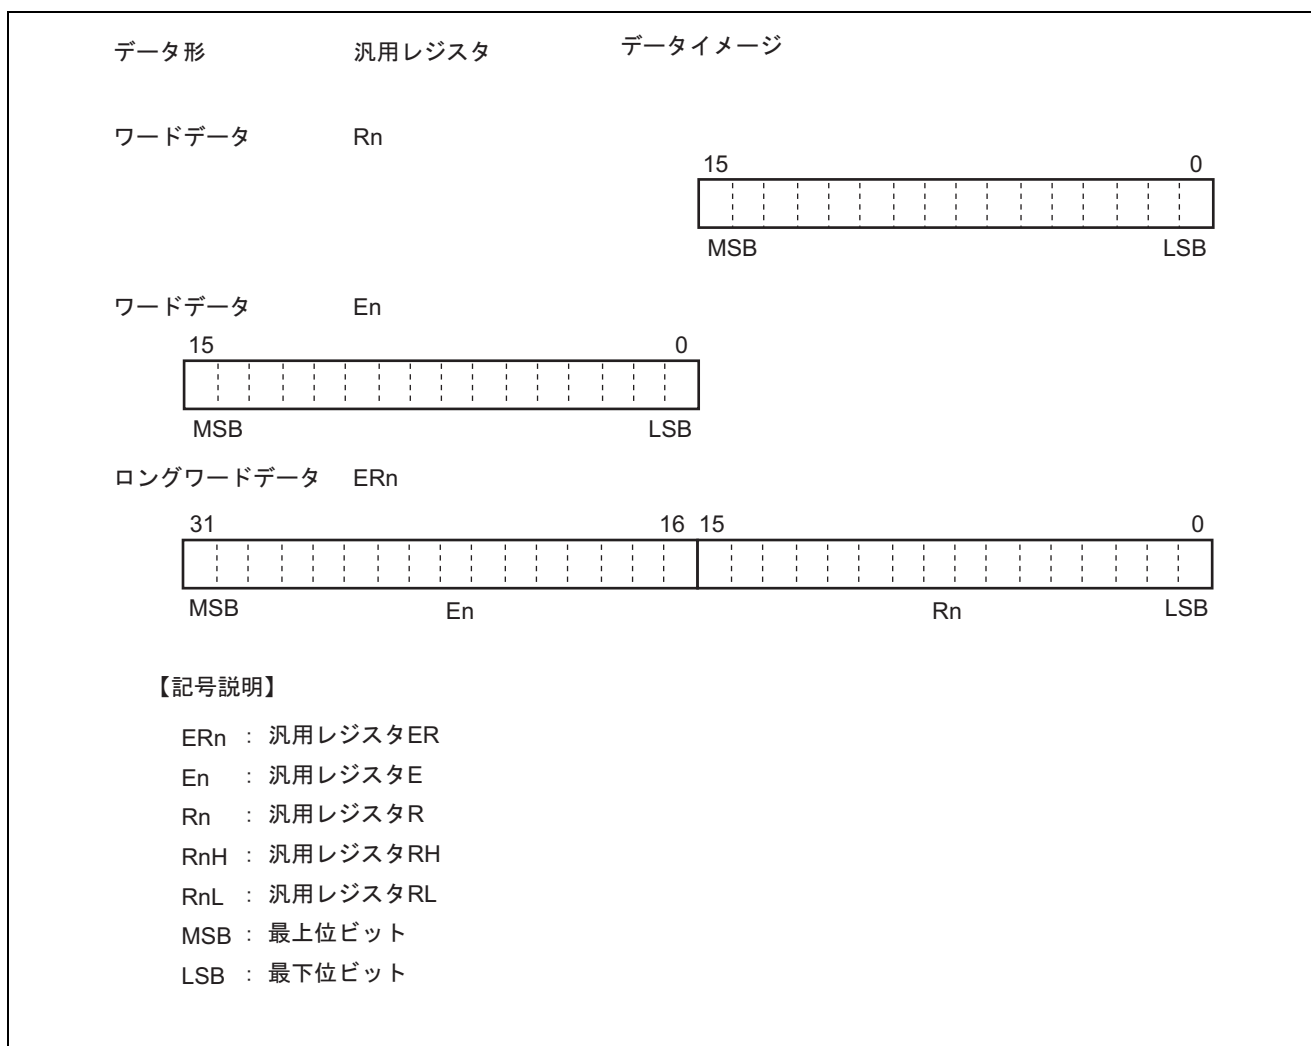 データ形 汎用レジスタ データイメージ
ワードデータ Rn
15 0
MSB LSB
ワードデータ En
15 0
MSB LSB
ロングワードデータ ERn
31 16 15 0
MSB En Rn LSB
【記号説明】
ERn : 汎用レジスタER
En : 汎用レジスタE
Rn : 汎用レジスタR
RnH : 汎用レジスタRH
RnL : 汎用レジスタRL
MSB : 最上位ビット
LSB : 最下位ビット